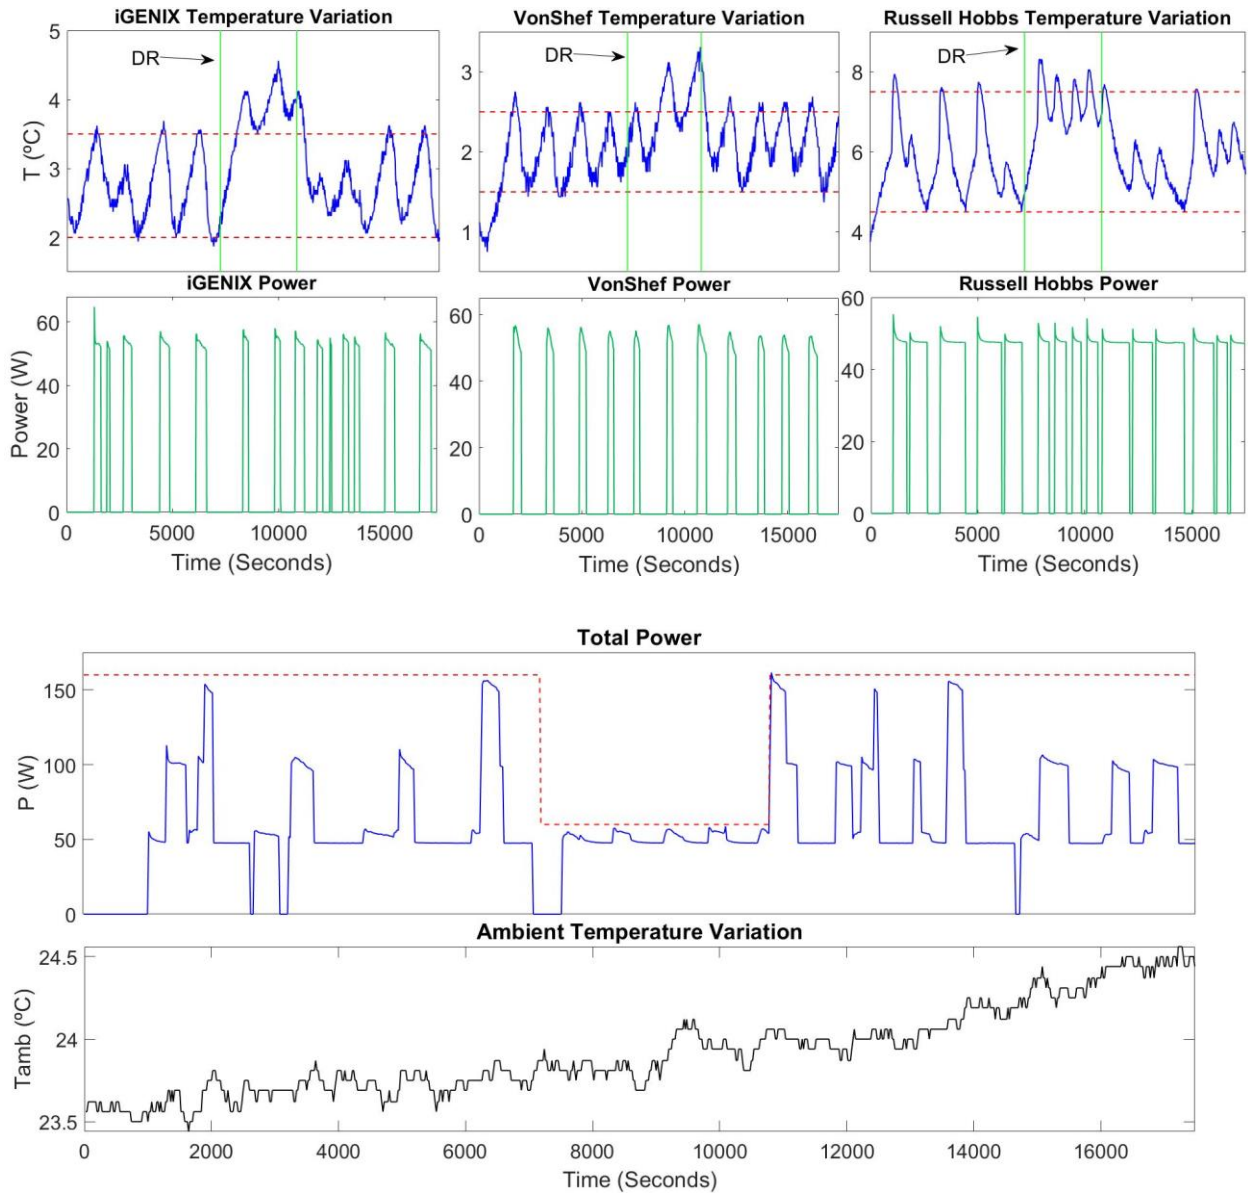 iGENIX Temperature Variation
VonShef Temperature Variation
Russell Hobbs Temperature Variation
5
4
3
2
T (ºC)
DR
3
2
1
DR
8
6
4
DR
iGENIX Power
VonShef Power
Russell Hobbs Power
60
40
20
0
Power (W)
0 5000 10000 15000
Time (Seconds)
60
40
20
0
0 5000 10000 15000
Time (Seconds)
60
40
20
0
0 5000 10000 15000
Time (Seconds)
Total Power
150
100
50
0
P (W)
Ambient Temperature Variation
24.5
24
23.5
Tamb (ºC)
0 2000 4000 6000 8000 10000 12000 14000 16000
Time (Seconds)